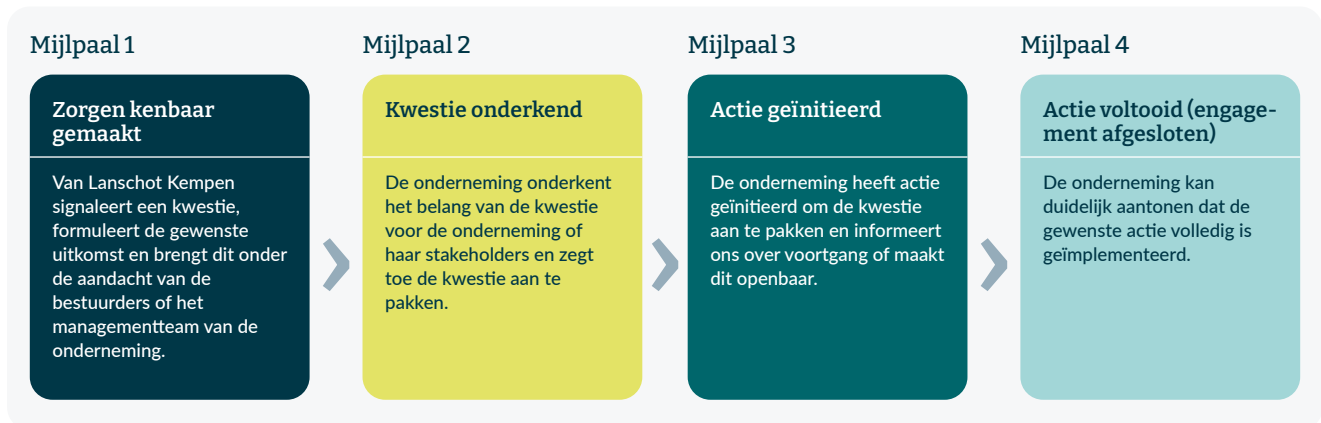 Mijlpaal 1
Zorgen kenbaar
gemaakt
Van Lanschot Kempen
signaleert een kwestie,
formuleert de gewenste
uitkomst en brengt dit onder
de aandacht van de
bestuurders of het
managementteam van de
onderneming.
Mijlpaal 2
Kwestie onderkend
De onderneming onderkent
het belang van de kwestie
voor de onderneming of
haar stakeholders en zegt
toe de kwestie aan te
pakken.
Mijlpaal 3
Actie geïnitieerd
De onderneming heeft actie
geïnitieerd om de kwestie
aan te pakken en informeert
ons over voortgang of maakt
dit openbaar.
Mijlpaal 4
Actie voltooid (engage-
ment afgesloten)
De onderneming kan
duidelijk aantonen dat de
gewenste actie volledig is
geïmplementeerd.